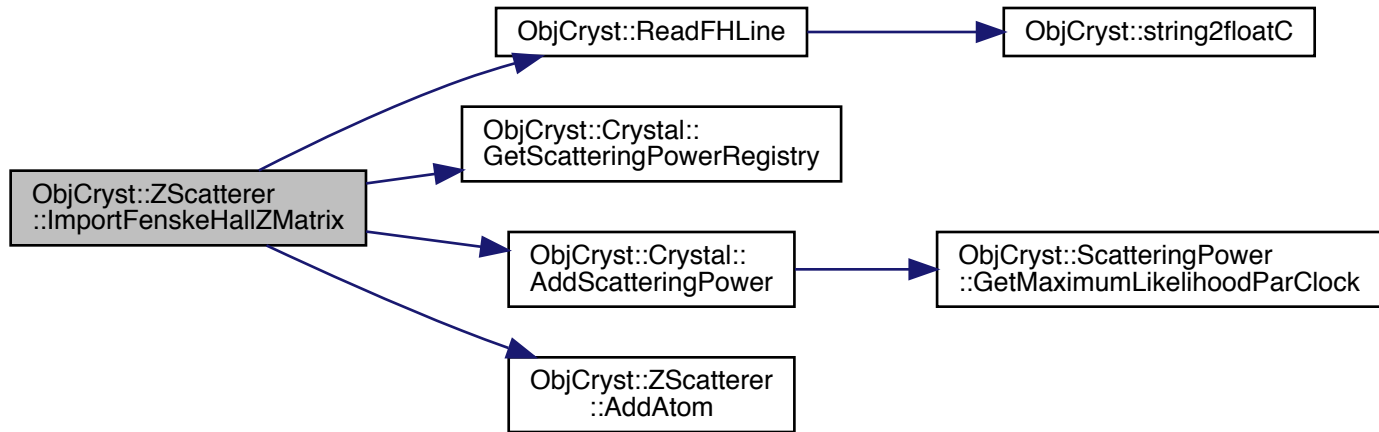 ObjCryst::ReadFHLine
ObjCryst::string2floatC
ObjCryst::Crystal::
GetScatteringPowerRegistry
ObjCryst::ZScatterer
::ImportFenskeHallZMatrix
ObjCryst::Crystal::
AddScatteringPower
ObjCryst::ScatteringPower
::GetMaximumLikelihoodParClock
ObjCryst::ZScatterer
::AddAtom